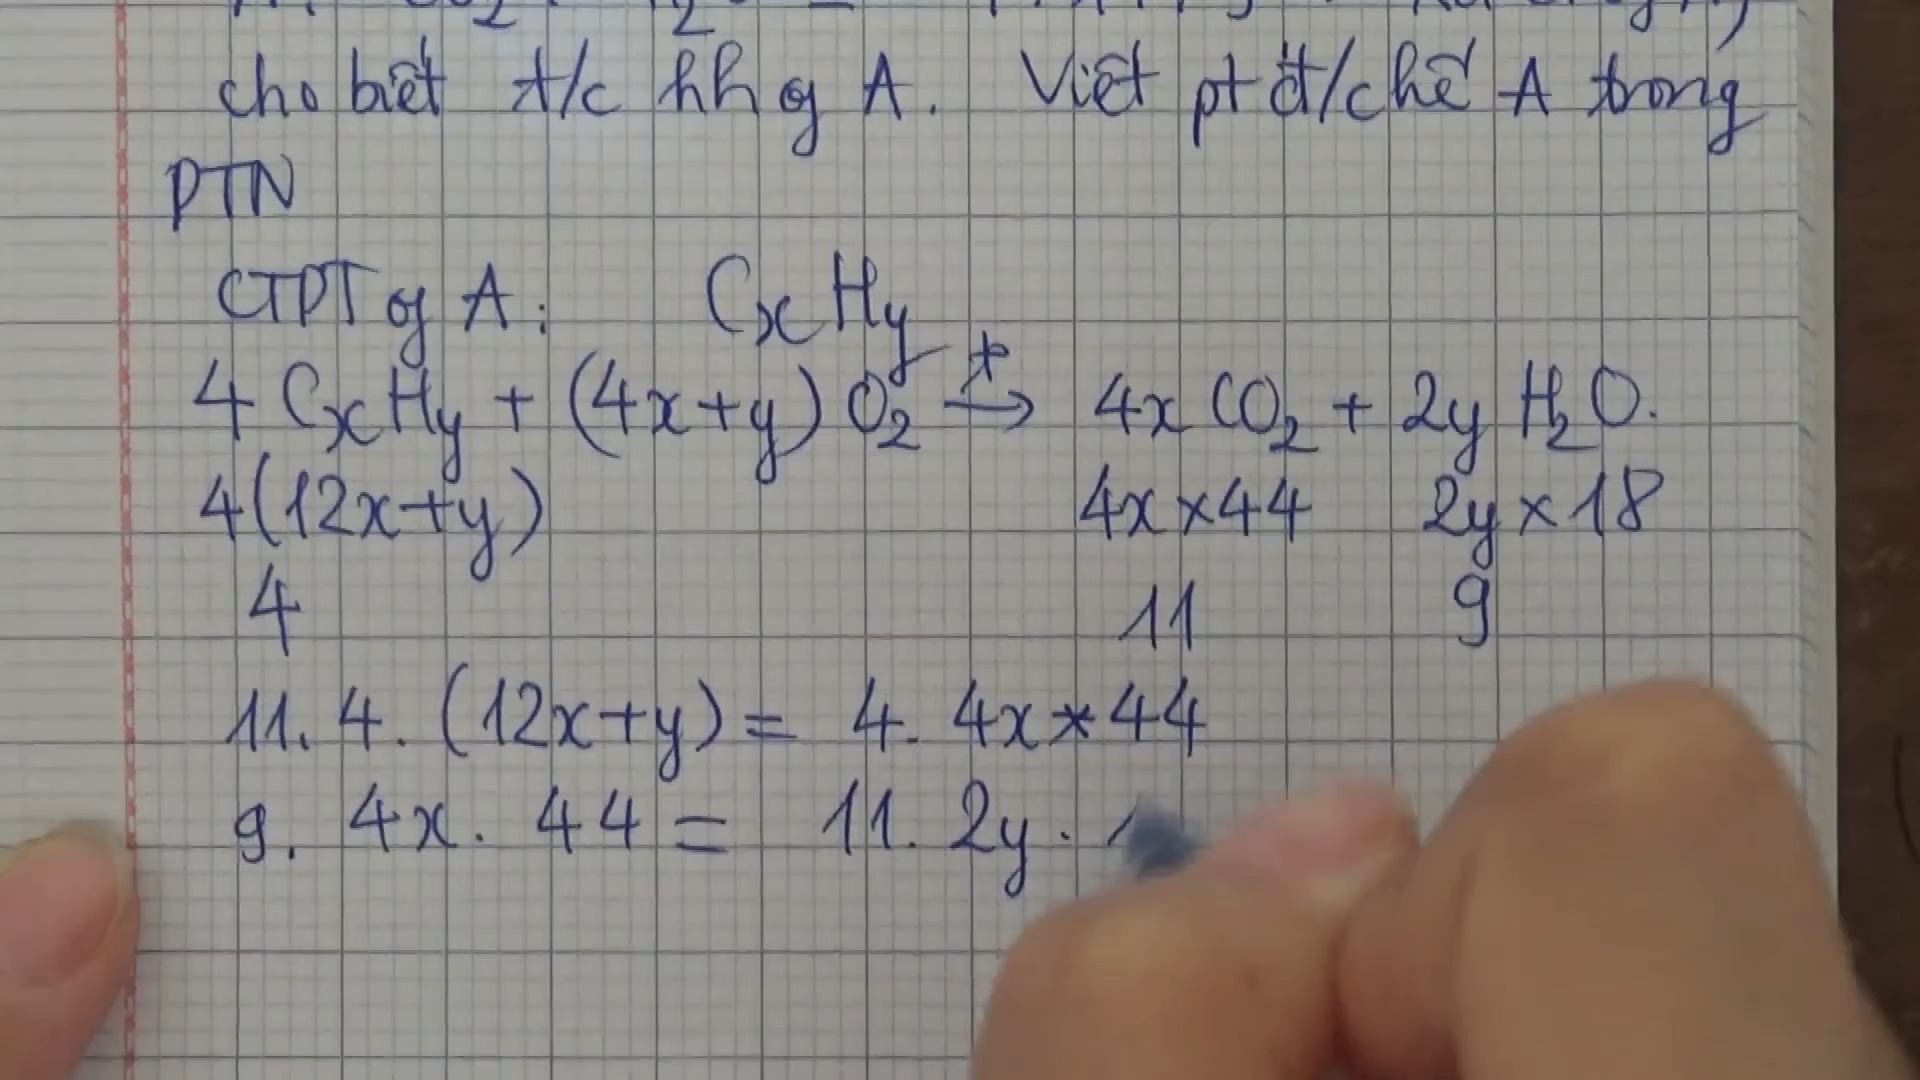 CO2
cho biết t/c hh of A. Viết pt đ/chế A trong
PTN
CTPT of A: CxHy
4 CxHy + (4x+y) O2 t→ 4x CO2 + 2y H2O.
4(12x+y) 4x×44 2y×18
4 11 9
11. 4. (12x+y) = 4. 4x*44
9. 4x. 44 = 11. 2y.